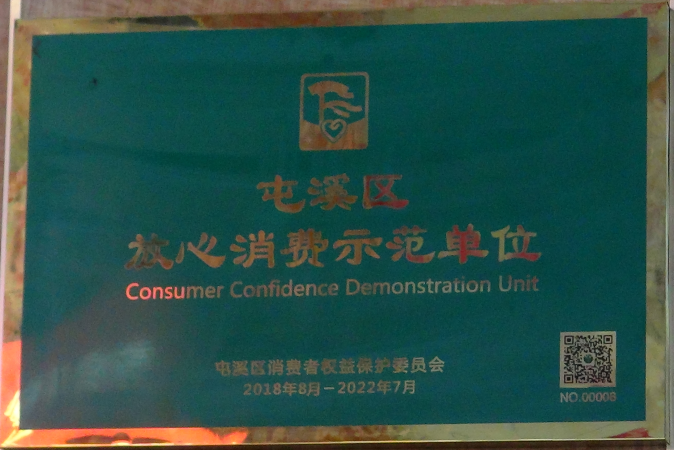 屯溪区
放心消费示范单位
Consumer Confidence Demonstration Unit
屯溪区消费者权益保护委员会
2018年8月－2022年7月
NO.00008